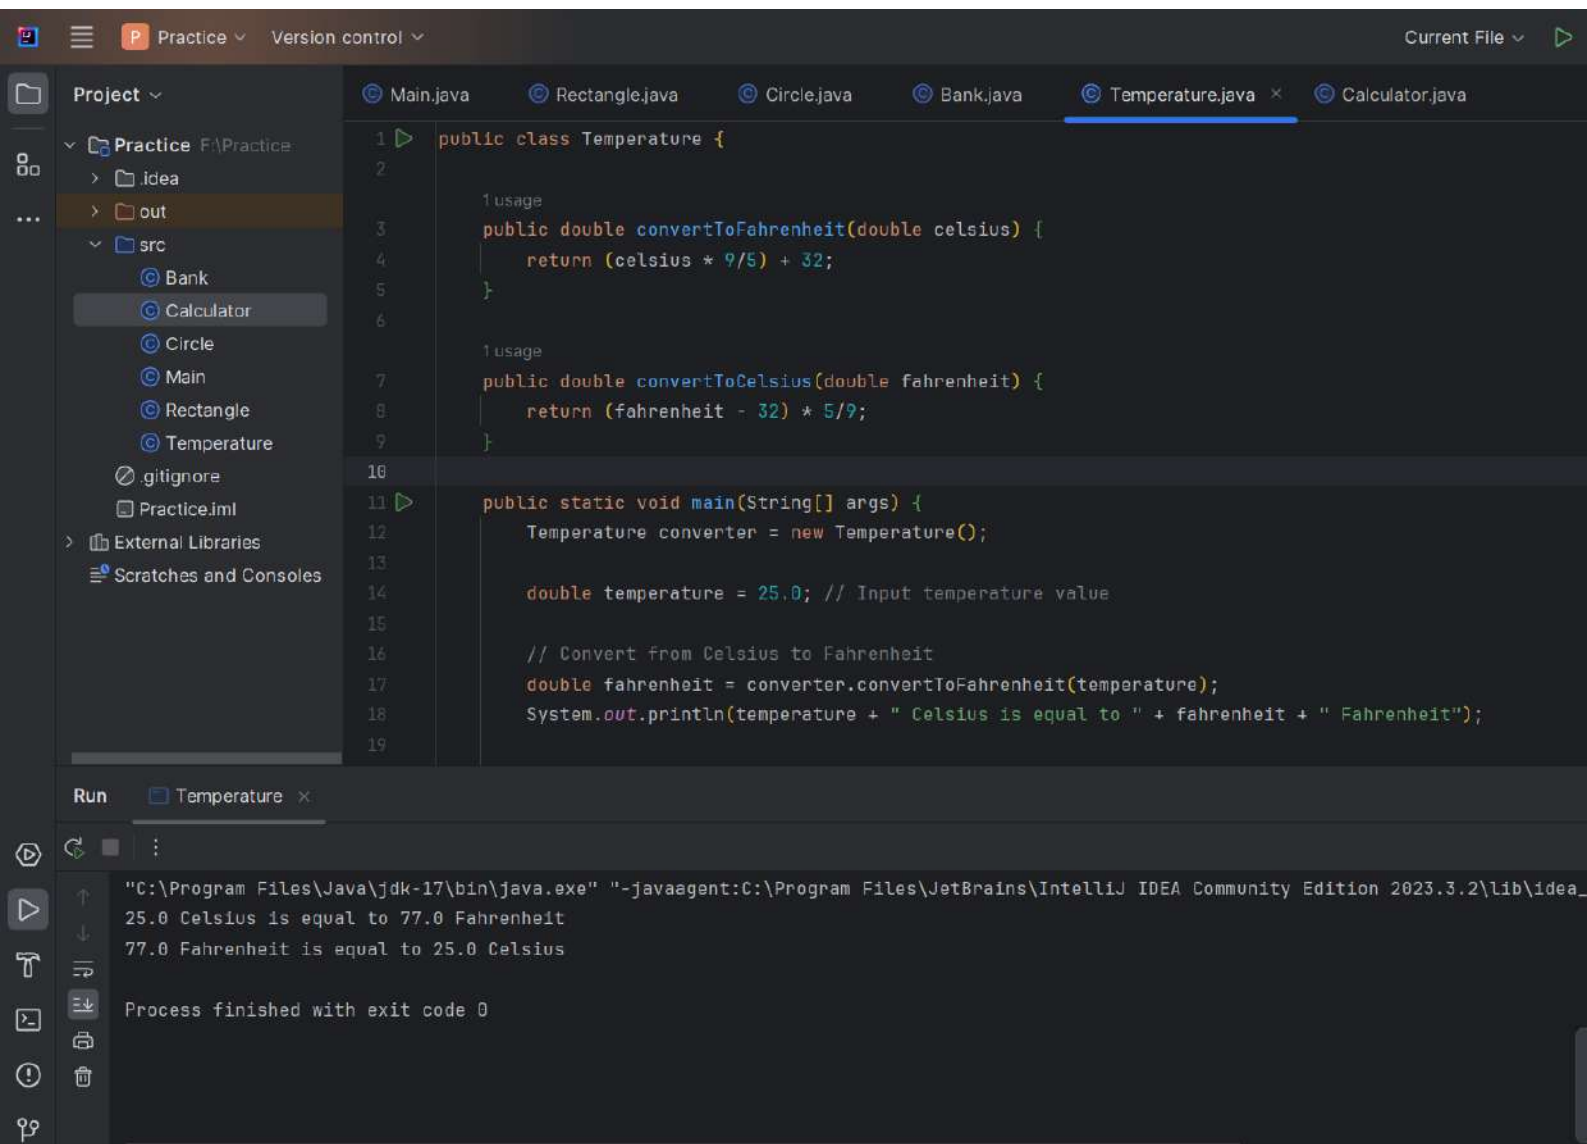 P Practice Version control Current File
Project
Main.java Rectangle.java Circle.java Bank.java Temperature.java Calculator.java
Practice F:\Practice
.idea
out
src
Bank
Calculator
Circle
Main
Rectangle
Temperature
.gitignore
Practice.iml
External Libraries
Scratches and Consoles
1 public class Temperature {
2
1 usage
3 public double convertToFahrenheit(double celsius) {
4 return (celsius * 9/5) + 32;
5 }
6
1 usage
7 public double convertToCelsius(double fahrenheit) {
8 return (fahrenheit - 32) * 5/9;
9 }
10
11 public static void main(String[] args) {
12 Temperature converter = new Temperature();
13
14 double temperature = 25.0; // Input temperature value
15
16 // Convert from Celsius to Fahrenheit
17 double fahrenheit = converter.convertToFahrenheit(temperature);
18 System.out.println(temperature + " Celsius is equal to " + fahrenheit + " Fahrenheit");
19
Run Temperature
"C:\Program Files\Java\jdk-17\bin\java.exe" "-javaagent:C:\Program Files\JetBrains\IntelliJ IDEA Community Edition 2023.3.2\lib\idea_
25.0 Celsius is equal to 77.0 Fahrenheit
77.0 Fahrenheit is equal to 25.0 Celsius
Process finished with exit code 0